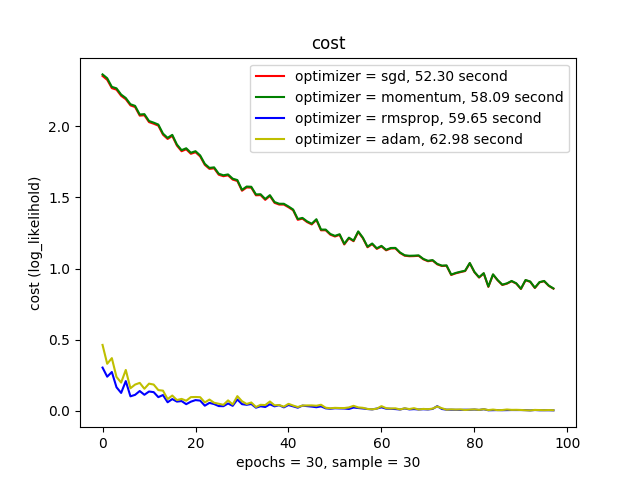 cost
optimizer = sgd, 52.30 second
optimizer = momentum, 58.09 second
optimizer = rmsprop, 59.65 second
optimizer = adam, 62.98 second
cost (log_likelihold)
2.0
1.5
1.0
0.5
0.0
0 20 40 60 80 100
epochs = 30, sample = 30